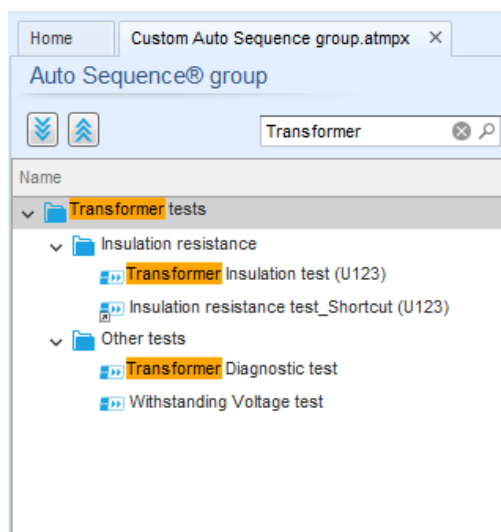 Home
Custom Auto Sequence group.atmpx
Auto Sequence® group
Transformer
Name
Transformer tests
Insulation resistance
Transformer Insulation test (U123)
Insulation resistance test_Shortcut (U123)
Other tests
Transformer Diagnostic test
Withstanding Voltage test